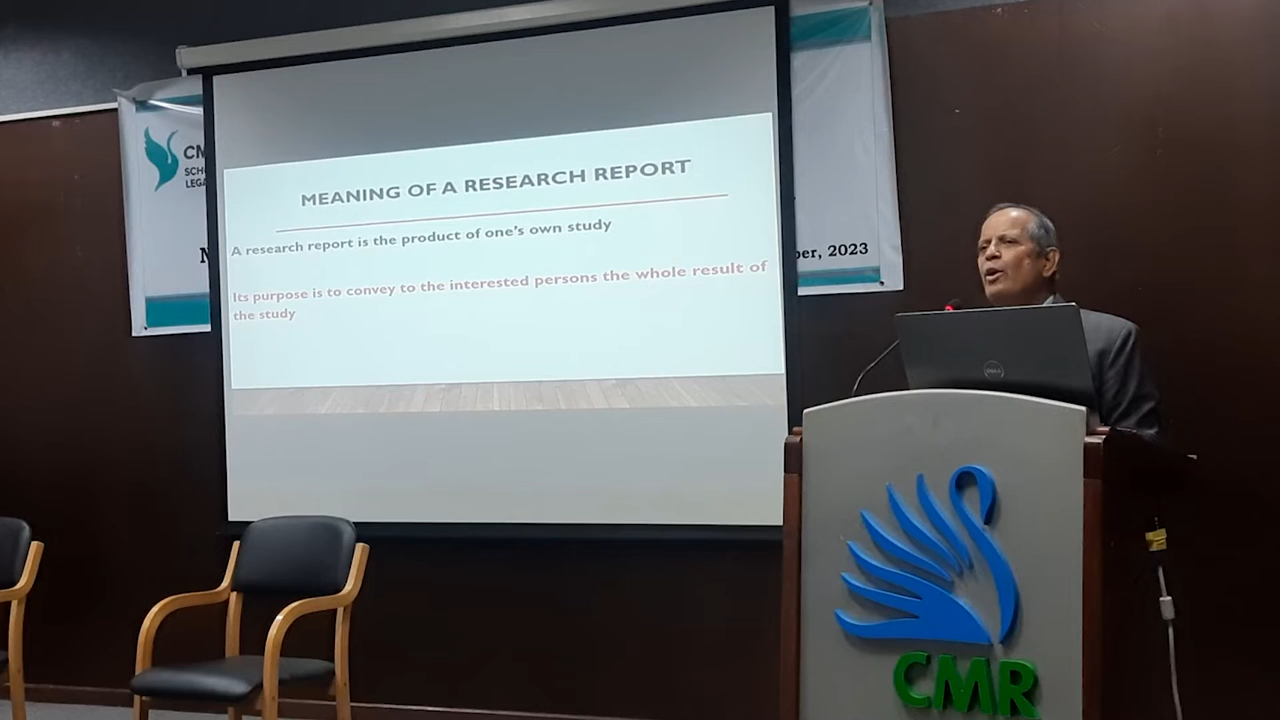 CM
SCHO
LEGA
N
MEANING OF A RESEARCH REPORT
A research report is the product of one's own study
Its purpose is to convey to the interested persons the whole result of
the study
ber, 2023
DELL
CMR